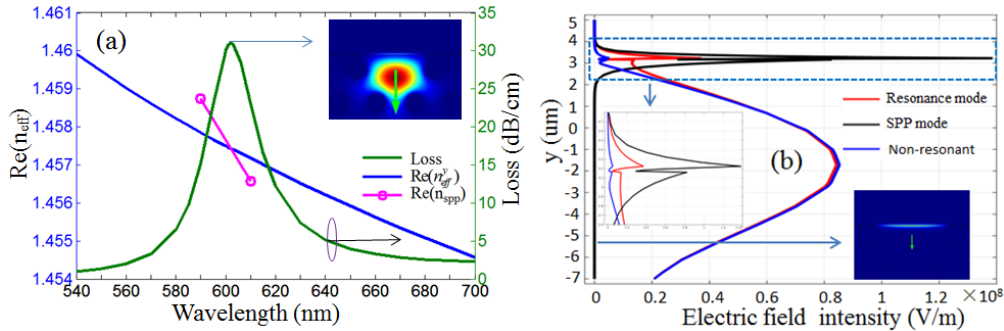 (a)
Re(n_eff)
1.46
1.459
1.458
1.457
1.456
1.455
1.454
540 560 580 600 620 640 660 680 700
Wavelength (nm)
35
30
25
20
15
10
5
0
Loss (dB/cm)
Loss
Re(n^y_eff)
Re(n_spp)
(b)
y (um)
5
4
3
2
1
0
-1
-2
-3
-4
-5
-6
-7
0 0.2 0.4 0.6 0.8 1 1.2
× 10^8
Electric field intensity (V/m)
Resonance mode
SPP mode
Non-resonant